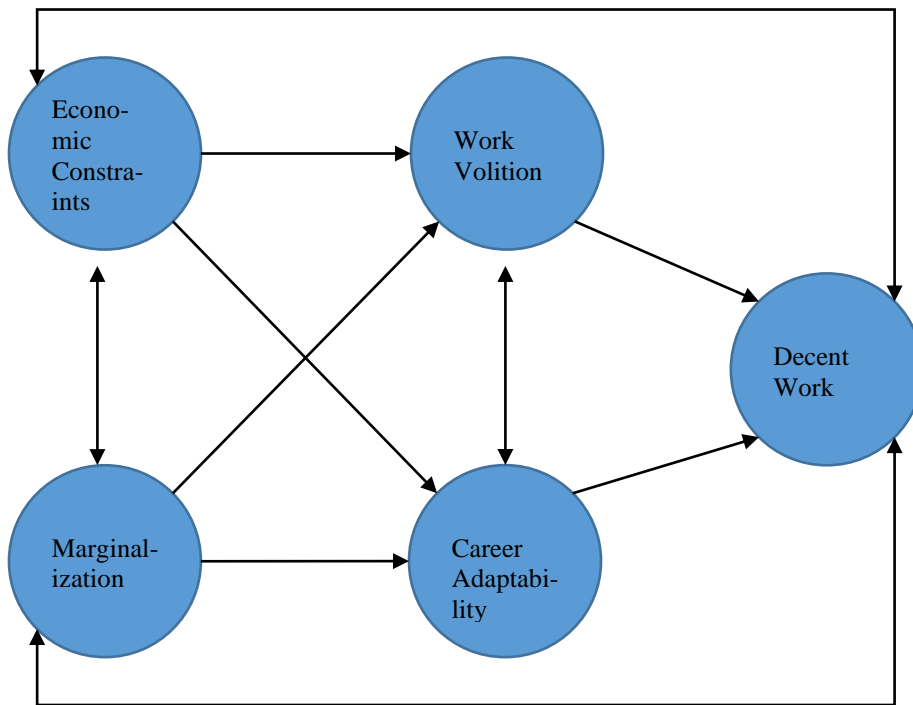 Econo-
mic
Constra-
ints
Work
Volition
Decent
Work
Marginal-
ization
Career
Adaptabi-
lity